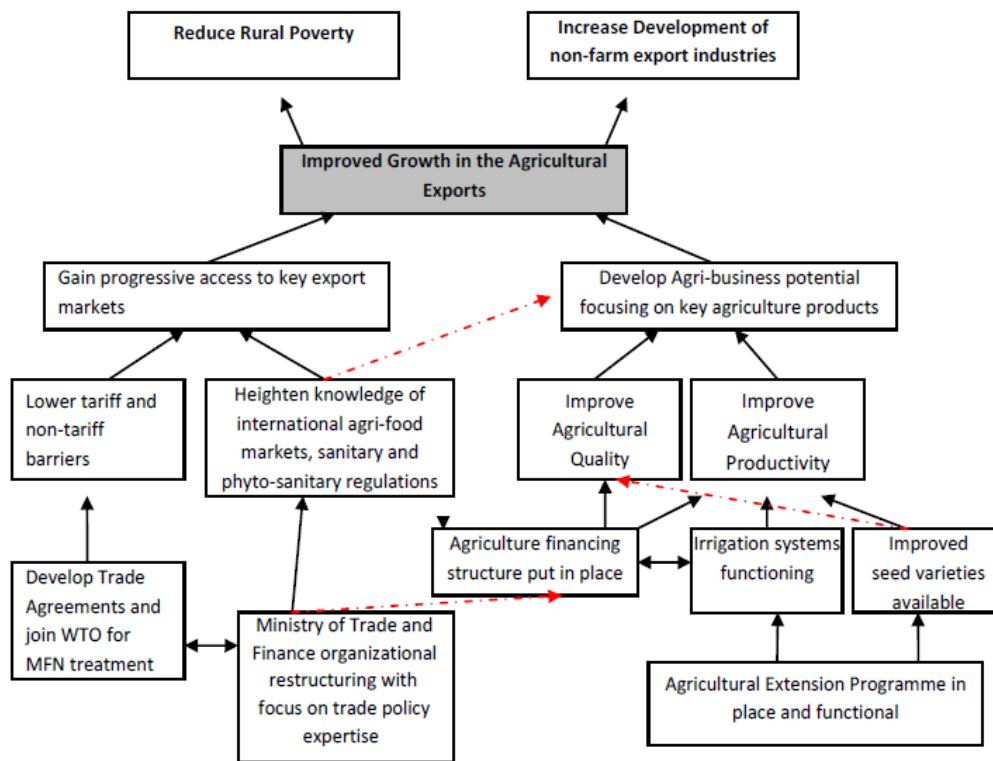 Reduce Rural Poverty
Increase Development of
non-farm export industries
Improved Growth in the Agricultural
Exports
Gain progressive access to key export
markets
Develop Agri-business potential
focusing on key agriculture products
Lower tariff and
non-tariff
barriers
Heighten knowledge of
international agri-food
markets, sanitary and
phyto-sanitary regulations
Improve
Agricultural
Quality
Improve
Agricultural
Productivity
Agriculture financing
structure put in place
Irrigation systems
functioning
Improved
seed varieties
available
Develop Trade
Agreements and
join WTO for
MFN treatment
Ministry of Trade and
Finance organizational
restructuring with
focus on trade policy
expertise
Agricultural Extension Programme in
place and functional